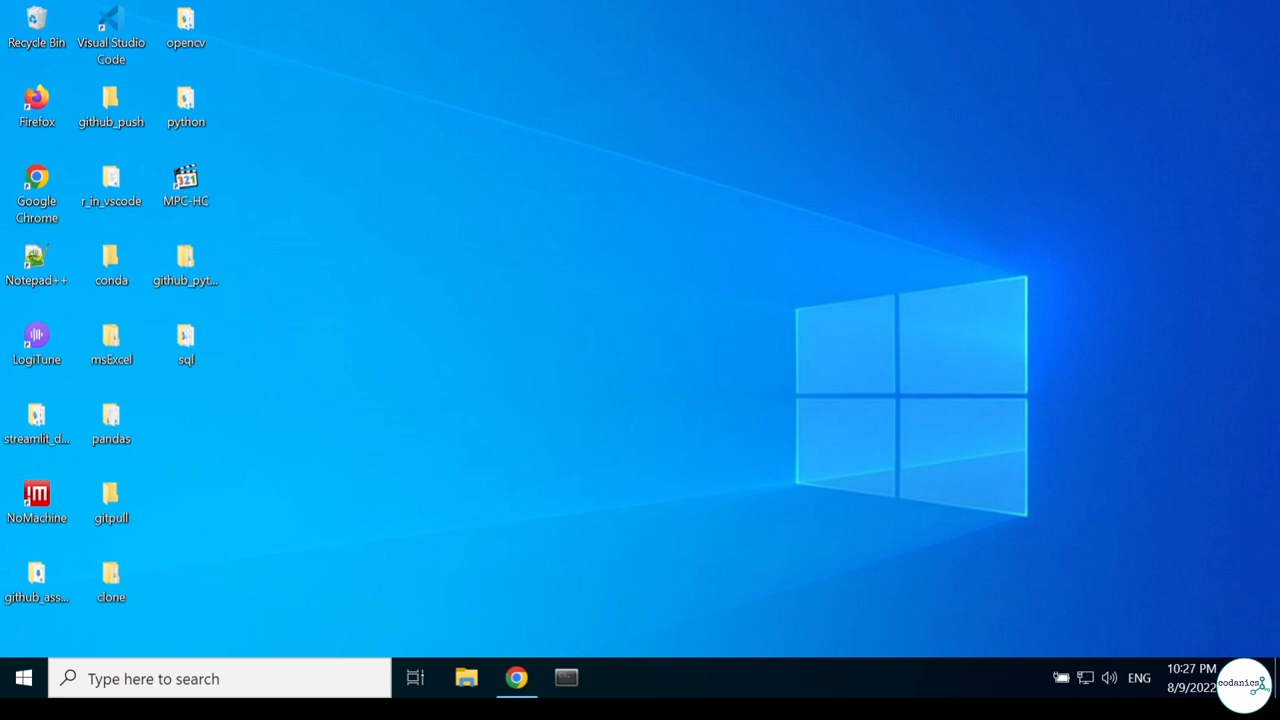 Recycle Bin
Visual Studio
Code
opencv
Firefox
github_push
python
Google
Chrome
r_in_vscode
321
MPC-HC
Notepad++
conda
github_pyt...
LogiTune
msExcel
sql
streamlit_d...
pandas
!M
NoMachine
gitpull
github_ass...
clone
Type here to search
ENG
10:27 PM
8/9/2022
codanics